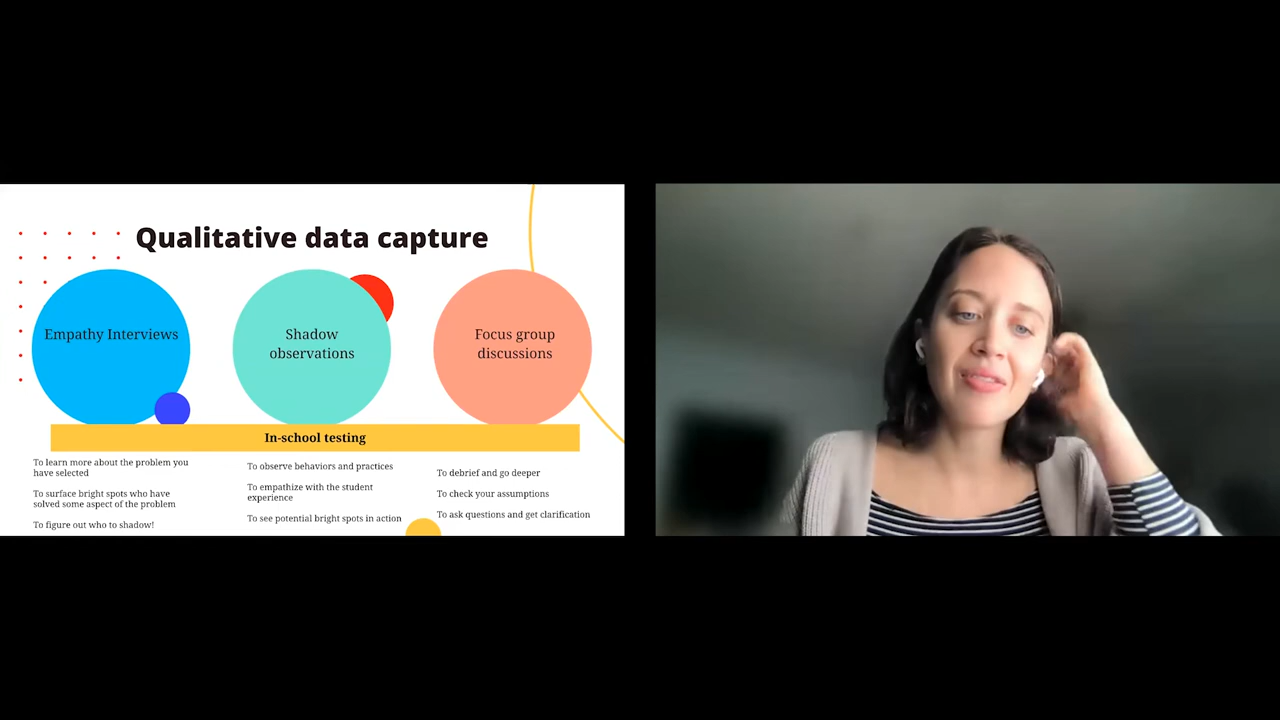 Qualitative data capture
Empathy Interviews
Shadow
observations
Focus group
discussions
In-school testing
To learn more about the problem you
have selected
To surface bright spots who have
solved some aspect of the problem
To figure out who to shadow!
To observe behaviors and practices
To empathize with the student
experience
To see potential bright spots in action
To debrief and go deeper
To check your assumptions
To ask questions and get clarification